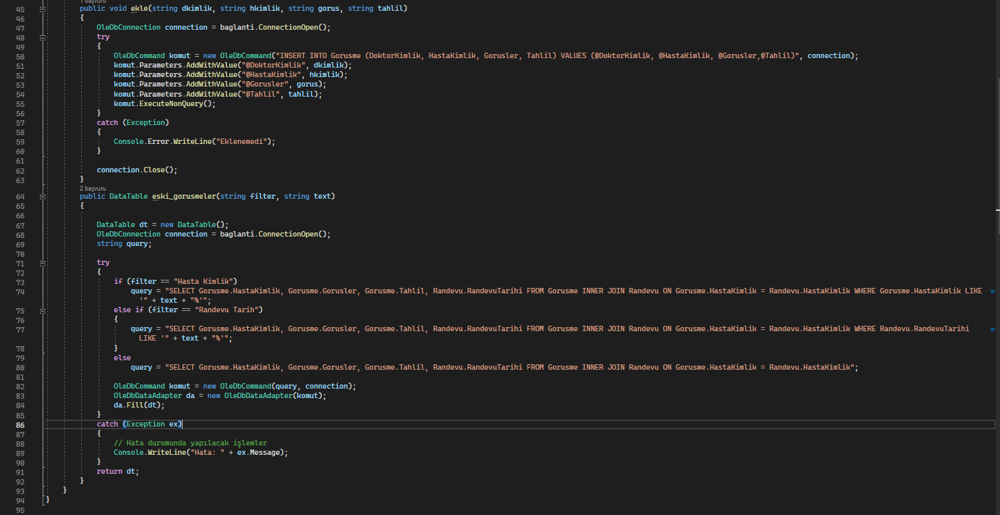 1 başvuru
45 public void ekle(string dkimlik, string hkimlik, string gorus, string tahlil)
46 {
47 OleDbConnection connection = baglanti.ConnectionOpen();
48 try
49 {
50 OleDbCommand komut = new OleDbCommand("INSERT INTO Gorusme (DoktorKimlik, HastaKimlik, Gorusler, Tahlil) VALUES (@DoktorKimlik, @HastaKimlik, @Gorusler,@Tahlil)", connection);
51 komut.Parameters.AddWithValue("@DoktorKimlik", dkimlik);
52 komut.Parameters.AddWithValue("@HastaKimlik", hkimlik);
53 komut.Parameters.AddWithValue("@Gorusler", gorus);
54 komut.Parameters.AddWithValue("@Tahlil", tahlil);
55 komut.ExecuteNonQuery();
56 }
57 catch (Exception)
58 {
59 Console.Error.WriteLine("Eklenemedi");
60 }
61
62 connection.Close();
63 }
2 başvuru
64 public DataTable eski_gorusmeler(string filter, string text)
65 {
66
67 DataTable dt = new DataTable();
68 OleDbConnection connection = baglanti.ConnectionOpen();
69 string query;
70
71 try
72 {
73 if (filter == "Hasta Kimlik")
74 query = "SELECT Gorusme.HastaKimlik, Gorusme.Gorusler, Gorusme.Tahlil, Randevu.RandevuTarihi FROM Gorusme INNER JOIN Randevu ON Gorusme.HastaKimlik = Randevu.HastaKimlik WHERE Gorusme.HastaKimlik LIKE
'" + text + "%'";
75 else if (filter == "Randevu Tarih")
76 {
77 query = "SELECT Gorusme.HastaKimlik, Gorusme.Gorusler, Gorusme.Tahlil, Randevu.RandevuTarihi FROM Gorusme INNER JOIN Randevu ON Gorusme.HastaKimlik = Randevu.HastaKimlik WHERE Randevu.RandevuTarihi
LIKE '" + text + "%'";
78 }
79 else
80 query = "SELECT Gorusme.HastaKimlik, Gorusme.Gorusler, Gorusme.Tahlil, Randevu.RandevuTarihi FROM Gorusme INNER JOIN Randevu ON Gorusme.HastaKimlik = Randevu.HastaKimlik";
81
82 OleDbCommand komut = new OleDbCommand(query, connection);
83 OleDbDataAdapter da = new OleDbDataAdapter(komut);
84 da.Fill(dt);
85 }
86 catch (Exception ex)
87 {
88 // Hata durumunda yapılacak işlemler
89 Console.WriteLine("Hata: " + ex.Message);
90 }
91 return dt;
92 }
93 }
94 }
95